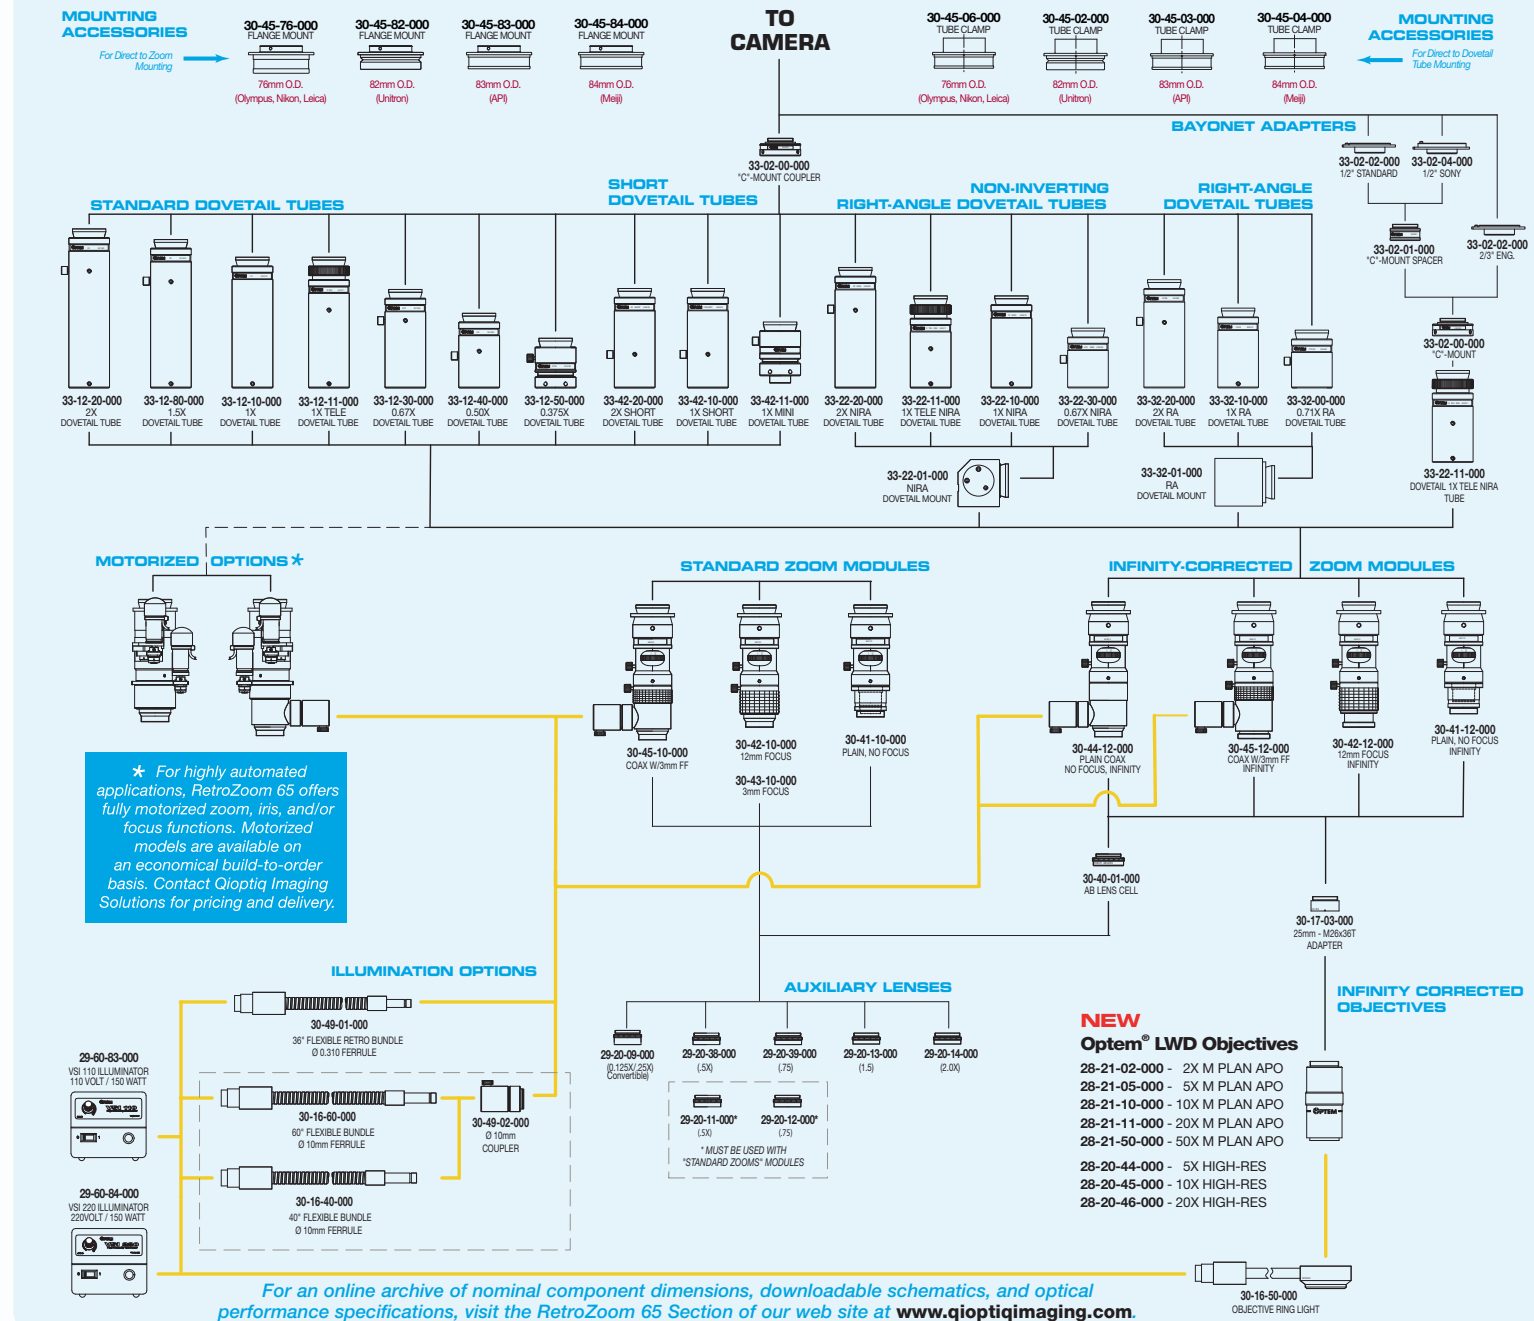 MOUNTING
ACCESSORIES
For Direct to Zoom
Mounting
30-45-76-000
FLANGE MOUNT
76mm O.D.
(Olympus, Nikon, Leica)
30-45-82-000
FLANGE MOUNT
82mm O.D.
(Unitron)
30-45-83-000
FLANGE MOUNT
83mm O.D.
(API)
30-45-84-000
FLANGE MOUNT
84mm O.D.
(Meiji)
TO
CAMERA
30-45-06-000
TUBE CLAMP
76mm O.D.
(Olympus, Nikon, Leica)
30-45-02-000
TUBE CLAMP
82mm O.D.
(Unitron)
30-45-03-000
TUBE CLAMP
83mm O.D.
(API)
30-45-04-000
TUBE CLAMP
84mm O.D.
(Meiji)
MOUNTING
ACCESSORIES
For Direct to Dovetail
Tube Mounting
BAYONET ADAPTERS
33-02-02-000
1/2" STANDARD
33-02-04-000
1/2" SONY
33-02-00-000
"C"-MOUNT COUPLER
33-02-01-000
"C"-MOUNT SPACER
33-02-02-000
2/3" ENG.
33-02-00-000
"C"-MOUNT
33-22-11-000
DOVETAIL 1X TELE NIRA
TUBE
STANDARD DOVETAIL TUBES
SHORT
DOVETAIL TUBES
NON-INVERTING
RIGHT-ANGLE DOVETAIL TUBES
RIGHT-ANGLE
DOVETAIL TUBES
33-12-20-000
2X
DOVETAIL TUBE
33-12-80-000
1.5X
DOVETAIL TUBE
33-12-10-000
1X
DOVETAIL TUBE
33-12-11-000
1X TELE
DOVETAIL TUBE
33-12-30-000
0.67X
DOVETAIL TUBE
33-12-40-000
0.50X
DOVETAIL TUBE
33-12-50-000
0.375X
DOVETAIL TUBE
33-42-20-000
2X SHORT
DOVETAIL TUBE
33-42-10-000
1X SHORT
DOVETAIL TUBE
33-42-11-000
1X MINI
DOVETAIL TUBE
33-22-20-000
2X NIRA
DOVETAIL TUBE
33-22-11-000
1X TELE NIRA
DOVETAIL TUBE
33-22-10-000
1X NIRA
DOVETAIL TUBE
33-22-30-000
0.67X NIRA
DOVETAIL TUBE
33-32-20-000
2X RA
DOVETAIL TUBE
33-32-10-000
1X RA
DOVETAIL TUBE
33-32-00-000
0.71X RA
DOVETAIL TUBE
33-22-01-000
NIRA
DOVETAIL MOUNT
33-32-01-000
RA
DOVETAIL MOUNT
MOTORIZED OPTIONS*
STANDARD ZOOM MODULES
INFINITY-CORRECTED ZOOM MODULES
30-45-10-000
COAX W/3mm FF
30-42-10-000
12mm FOCUS
30-43-10-000
3mm FOCUS
30-41-10-000
PLAIN, NO FOCUS
30-44-12-000
PLAIN COAX
NO FOCUS, INFINITY
30-45-12-000
COAX W/3mm FF
INFINITY
30-42-12-000
12mm FOCUS
INFINITY
30-41-12-000
PLAIN, NO FOCUS
INFINITY
* For highly automated
applications, RetroZoom 65 offers
fully motorized zoom, iris, and/or
focus functions. Motorized
models are available on
an economical build-to-order
basis. Contact Qioptiq Imaging
Solutions for pricing and delivery.
30-40-01-000
AB LENS CELL
30-17-03-000
25mm - M26x36T
ADAPTER
ILLUMINATION OPTIONS
30-49-01-000
36" FLEXIBLE RETRO BUNDLE
Ø 0.310 FERRULE
29-60-83-000
VSI 110 ILLUMINATOR
110 VOLT / 150 WATT
VSI 110
30-16-60-000
60" FLEXIBLE BUNDLE
Ø 10mm FERRULE
30-49-02-000
Ø 10mm
COUPLER
29-60-84-000
VSI 220 ILLUMINATOR
220VOLT / 150 WATT
VSI 220
30-16-40-000
40" FLEXIBLE BUNDLE
Ø 10mm FERRULE
AUXILIARY LENSES
29-20-09-000
(0.125X/.25X)
Convertible)
29-20-38-000
(.5X)
29-20-39-000
(.75)
29-20-13-000
(1.5)
29-20-14-000
(2.0X)
29-20-11-000*
(.5X)
29-20-12-000*
(.75)
* MUST BE USED WITH
"STANDARD ZOOMS" MODULES
INFINITY CORRECTED
OBJECTIVES
NEW
Optem® LWD Objectives
28-21-02-000 - 2X M PLAN APO
28-21-05-000 - 5X M PLAN APO
28-21-10-000 - 10X M PLAN APO
28-21-11-000 - 20X M PLAN APO
28-21-50-000 - 50X M PLAN APO
28-20-44-000 - 5X HIGH-RES
28-20-45-000 - 10X HIGH-RES
28-20-46-000 - 20X HIGH-RES
OPTEM
30-16-50-000
OBJECTIVE RING LIGHT
For an online archive of nominal component dimensions, downloadable schematics, and optical
performance specifications, visit the RetroZoom 65 Section of our web site at www.qioptiqimaging.com.